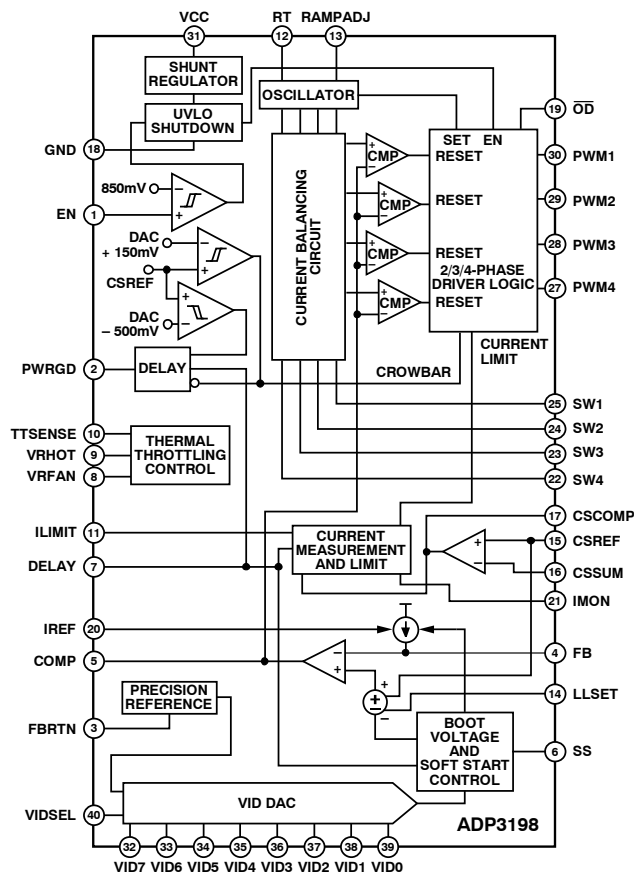 VCC
RT
RAMPADJ
31
12
13
SHUNT
REGULATOR
OSCILLATOR
UVLO
SHUTDOWN
GND
18
19
OD
SET EN
CMP
RESET
30
PWM1
850mV
EN
1
CMP
RESET
29
PWM2
DAC
+ 150mV
CSREF
CURRENT BALANCING
CIRCUIT
CMP
RESET
28
PWM3
2/3/4-PHASE
DRIVER LOGIC
27
PWM4
CMP
RESET
DAC
– 500mV
CURRENT
LIMIT
PWRGD
2
DELAY
CROWBAR
25
SW1
24
SW2
23
SW3
22
SW4
TTSENSE
10
VRHOT
9
VRFAN
8
THERMAL
THROTTLING
CONTROL
17
CSCOMP
ILIMIT
11
CURRENT
MEASUREMENT
AND LIMIT
15
CSREF
DELAY
7
16
CSSUM
21
IMON
IREF
20
COMP
5
4
FB
14
LLSET
PRECISION
REFERENCE
FBRTN
3
BOOT
VOLTAGE
AND
SOFT START
CONTROL
6
SS
VID DAC
VIDSEL
40
ADP3198
32
33
34
35
36
37
38
39
VID7 VID6 VID5 VID4 VID3 VID2 VID1 VID0